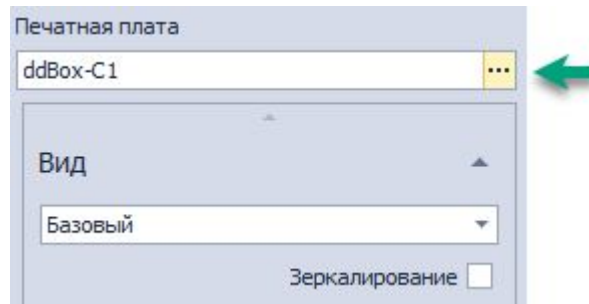 Печатная плата
ddBox-C1
Вид
Базовый
Зеркалирование